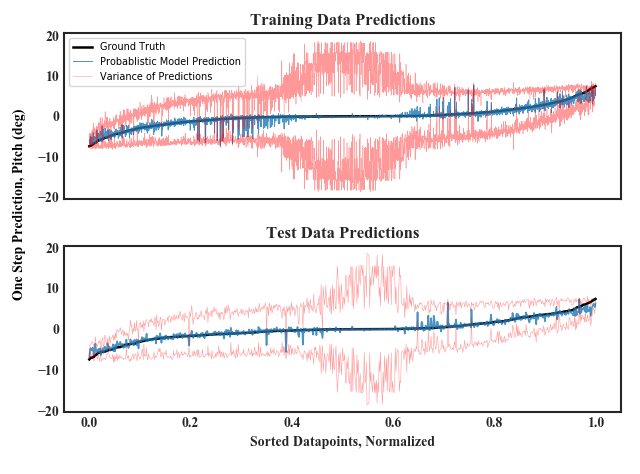 Training Data Predictions
Ground Truth
Probablistic Model Prediction
Variance of Predictions
20
10
0
−10
−20
One Step Prediction, Pitch (deg)
Test Data Predictions
20
10
0
−10
−20
0.0 0.2 0.4 0.6 0.8 1.0
Sorted Datapoints, Normalized